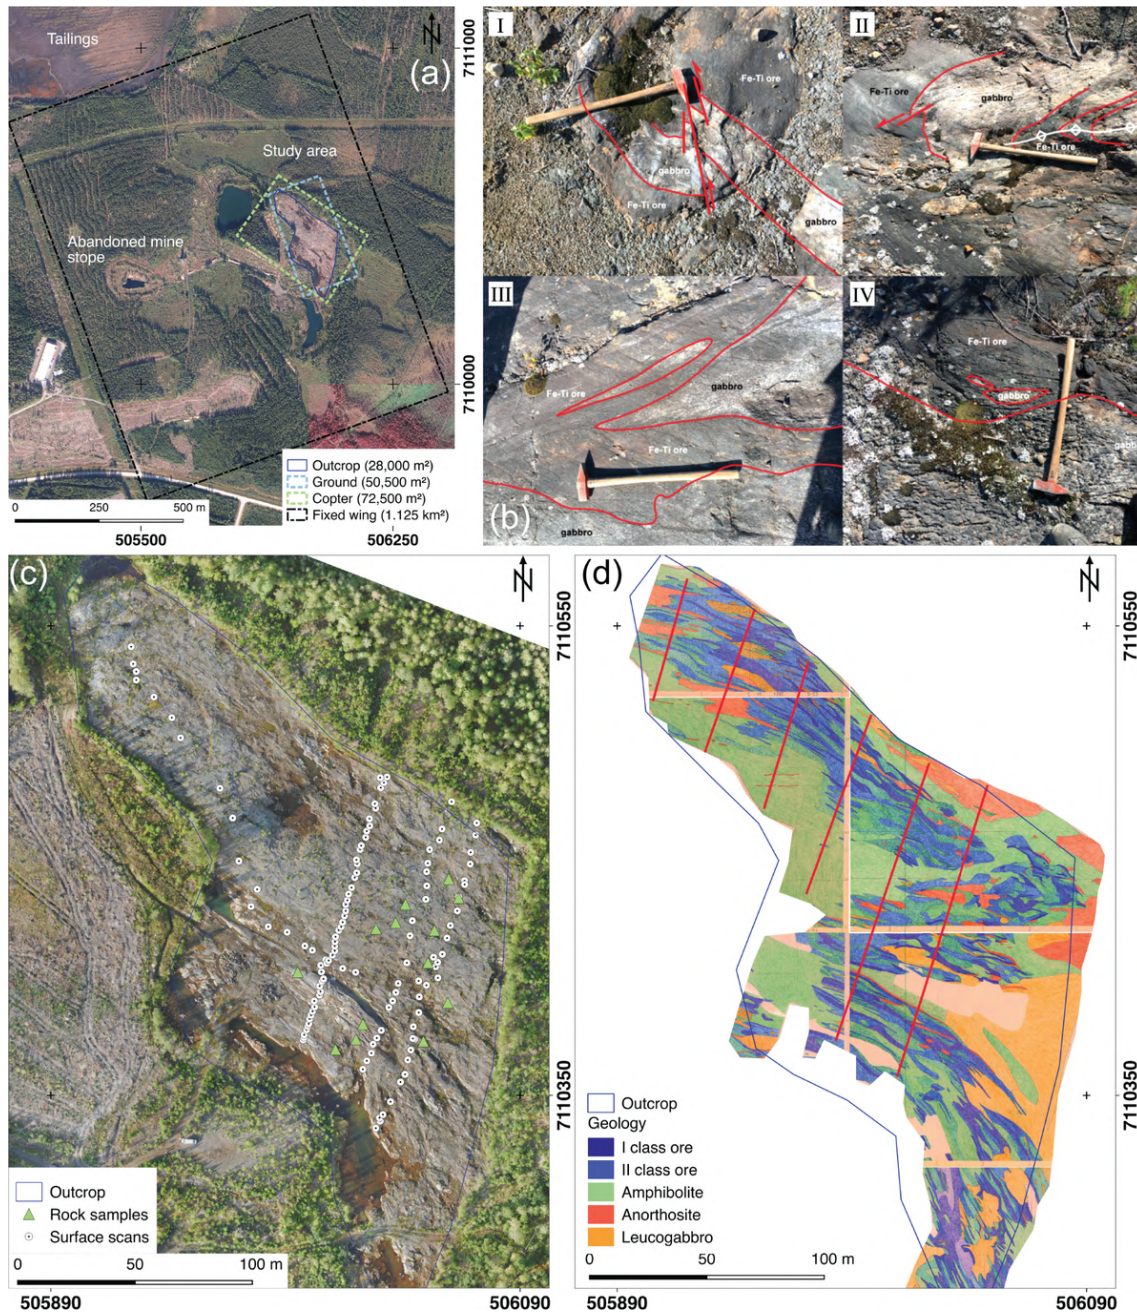 Tailings
N
(a)
Study area
Abandoned mine
stope
Outcrop (28,000 m²)
Ground (50,500 m²)
Copter (72,500 m²)
Fixed wing (1.125 km²)
0 250 500 m
505500
506250
7111000
7110000
I
Fe-Ti ore
gabbro
Fe-Ti ore
gabbro
II
Fe-Ti ore
gabbro
Fe-Ti ore
III
Fe-Ti ore
gabbro
Fe-Ti ore
(b)
gabbro
IV
Fe-Ti ore
gabbro
gabb
(c)
N
Outcrop
Rock samples
Surface scans
0 50 100 m
505890
506090
7110550
7110350
(d)
N
Outcrop
Geology
I class ore
II class ore
Amphibolite
Anorthosite
Leucogabbro
0 50 100 m
505890
506090
7110550
7110350